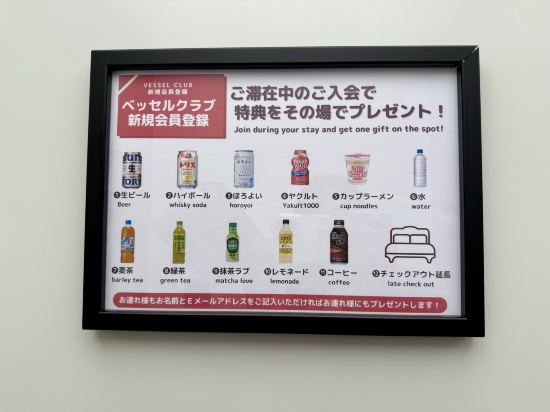 VESSEL CLUB
新規会員登録
ベッセルクラブ
新規会員登録
ご滞在中のご入会で
特典をその場でプレゼント！
Join during your stay and get one gift on the spot!
❶生ビール
Beer
❷ハイボール
whisky soda
❸ほろよい
horoyoi
❹ヤクルト
Yakult1000
❺カップラーメン
cup noodles
❻水
water
❼麦茶
barley tea
❽緑茶
green tea
❾抹茶ラブ
matcha love
❿レモネード
lemonade
⓫コーヒー
coffee
⓬チェックアウト延長
late check out
お連れ様もお名前とEメールアドレスをご記入いただければお連れ様にもプレゼントします！